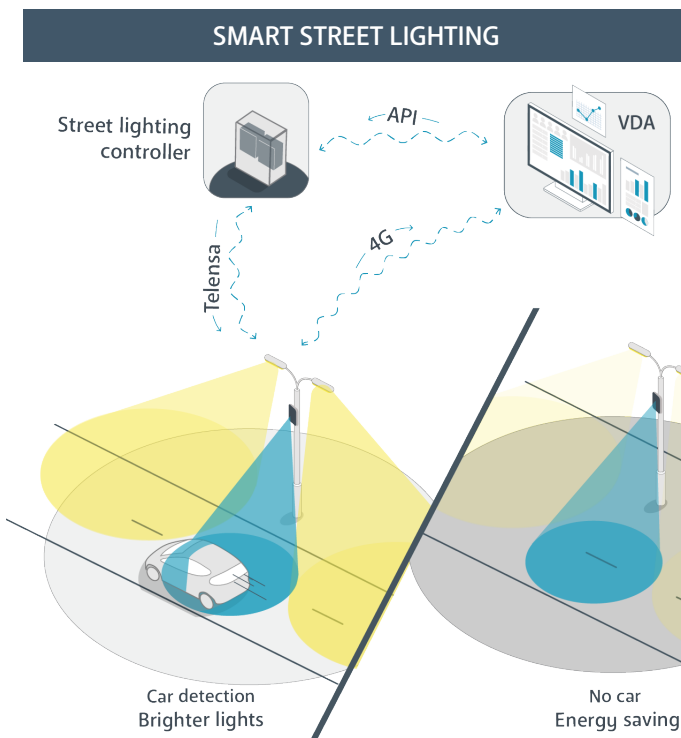 SMART STREET LIGHTING
Street lighting
controller
API
VDA
Telensa
4G
Car detection
Brighter lights
No car
Energy saving